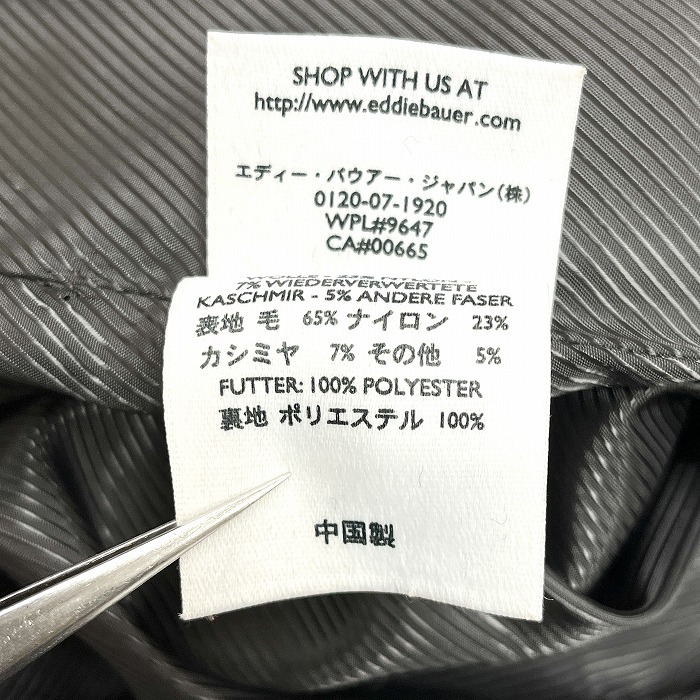 SHOP WITH US AT
http://www.eddiebauer.com
エディー・バウアー・ジャパン(株)
0120-07-1920
WPL#9647
CA#00665
7% WIEDERVERWERTETE
KASCHMIR - 5% ANDERE FASER
表地 毛 65% ナイロン 23%
カシミヤ 7% その他 5%
FUTTER: 100% POLYESTER
裏地 ポリエステル 100%
中国製